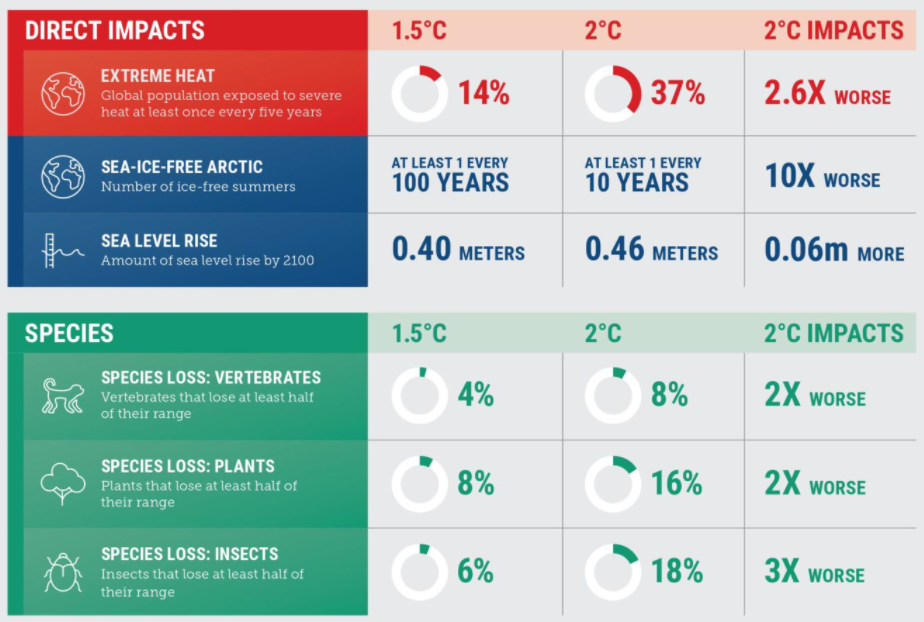 DIRECT IMPACTS 1.5°C 2°C 2°C IMPACTS
EXTREME HEAT
Global population exposed to severe
heat at least once every five years
14% 37% 2.6X WORSE
SEA-ICE-FREE ARCTIC
Number of ice-free summers
AT LEAST 1 EVERY
100 YEARS
AT LEAST 1 EVERY
10 YEARS
10X WORSE
SEA LEVEL RISE
Amount of sea level rise by 2100
0.40 METERS 0.46 METERS 0.06m MORE
SPECIES 1.5°C 2°C 2°C IMPACTS
SPECIES LOSS: VERTEBRATES
Vertebrates that lose at least half
of their range
4% 8% 2X WORSE
SPECIES LOSS: PLANTS
Plants that lose at least half of
their range
8% 16% 2X WORSE
SPECIES LOSS: INSECTS
Insects that lose at least half of
their range
6% 18% 3X WORSE